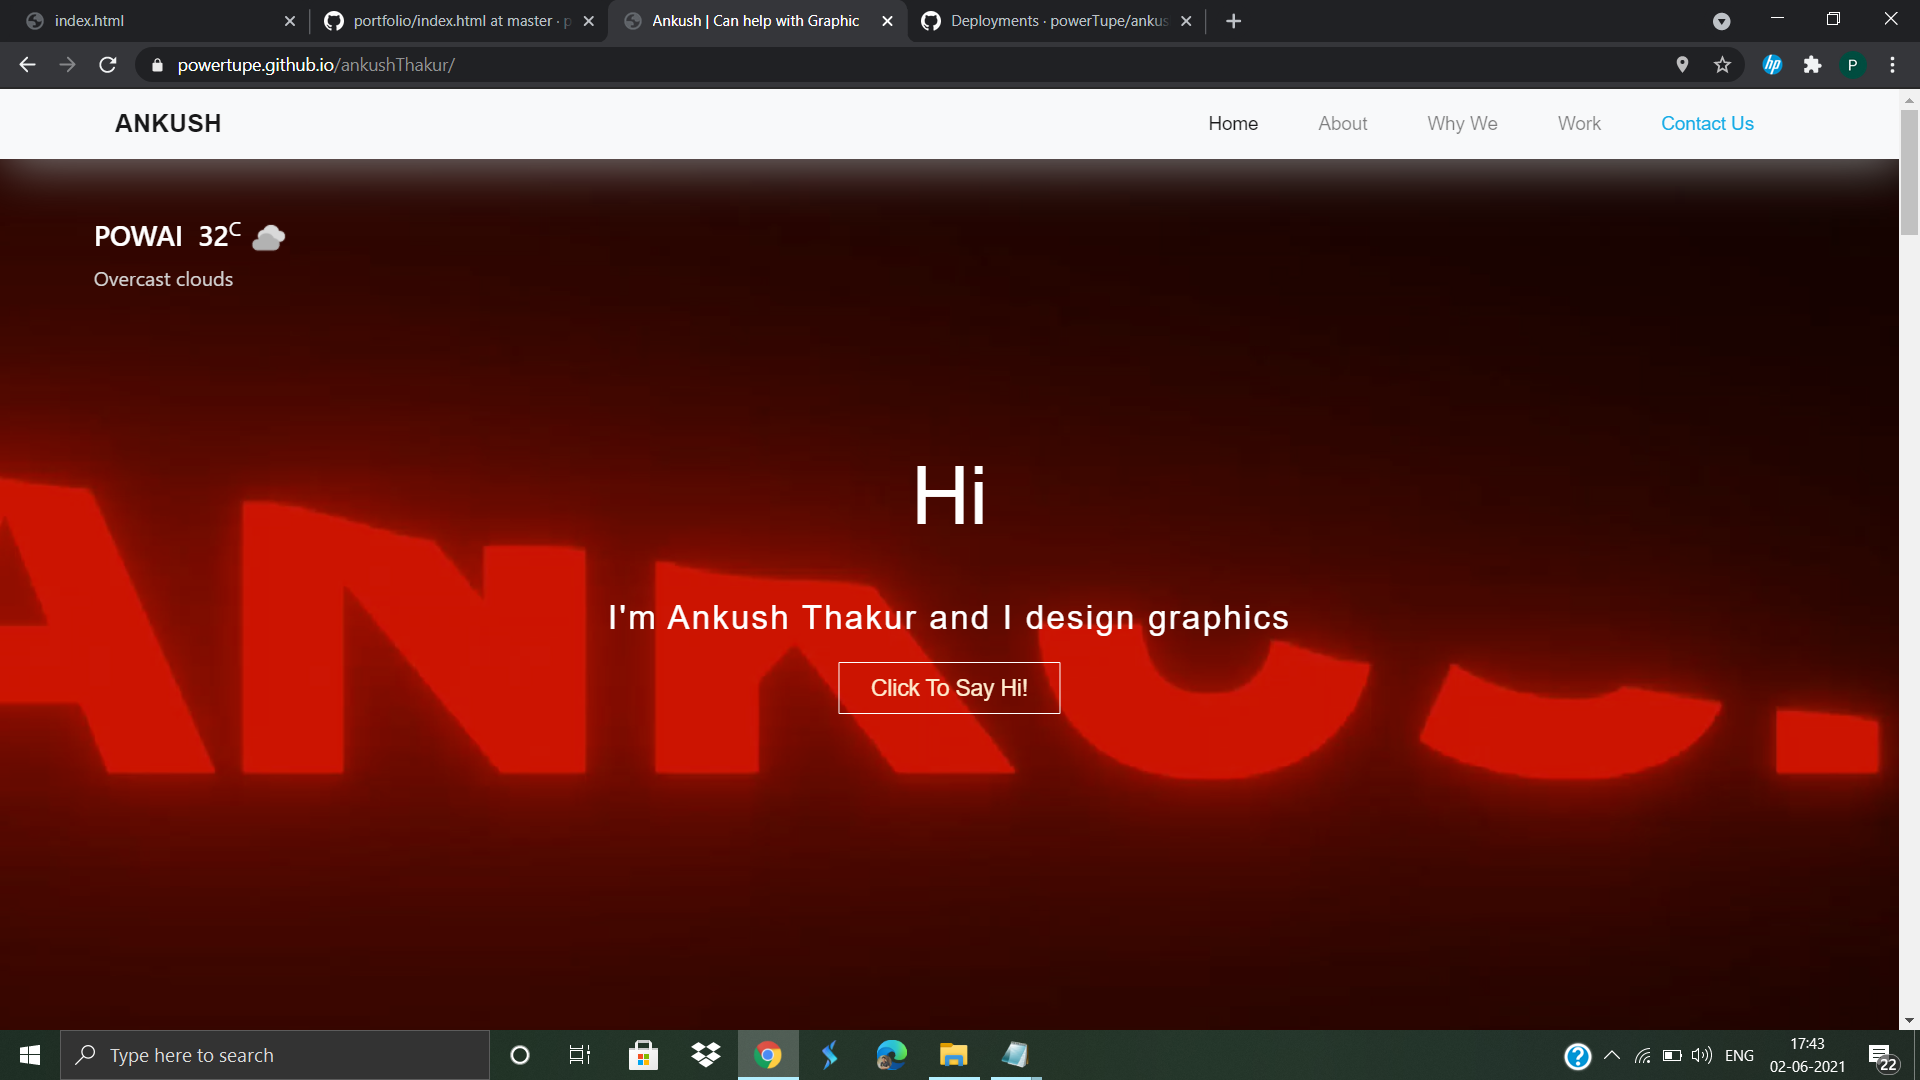 index.html
portfolio/index.html at master · p
Ankush | Can help with Graphic
Deployments · powerTupe/ankus
powertupe.github.io/ankushThakur/
hp
P
ANKUSH
Home
About
Why We
Work
Contact Us
POWAI 32C
Overcast clouds
Hi
I'm Ankush Thakur and I design graphics
Click To Say Hi!
Type here to search
ENG
17:43
02-06-2021
22